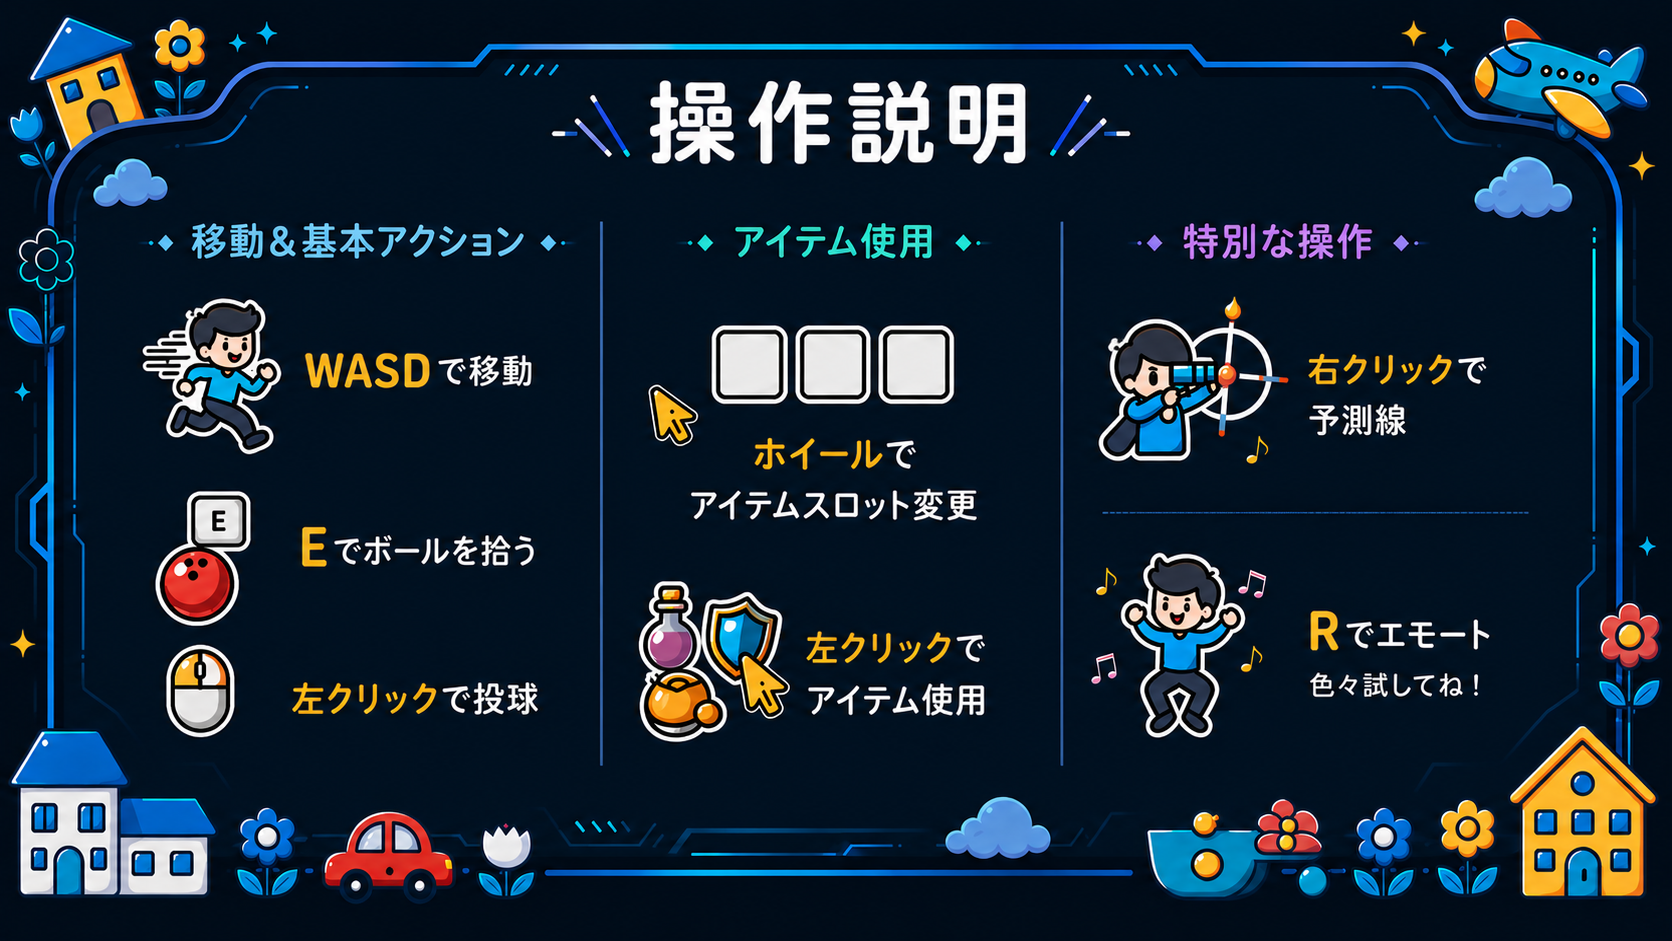 操作説明
移動＆基本アクション
WASDで移動
E
Eでボールを拾う
左クリックで投球
アイテム使用
ホイールで
アイテムスロット変更
左クリックで
アイテム使用
特別な操作
右クリックで
予測線
Rでエモート
色々試してね！